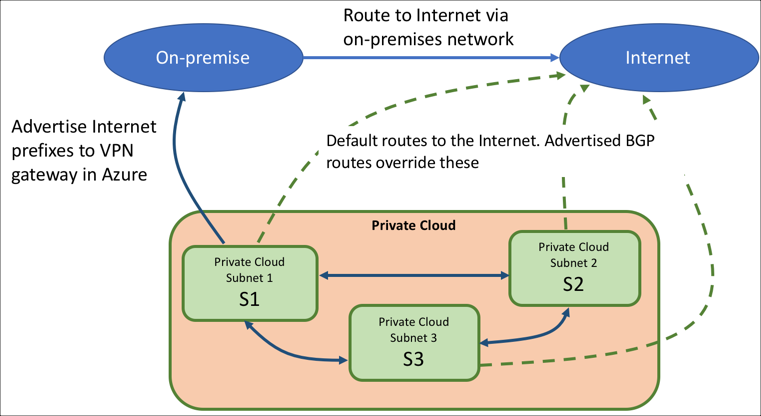 Route to Internet via
on-premises network
On-premise
Internet
Advertise Internet
prefixes to VPN
gateway in Azure
Default routes to the Internet. Advertised BGP
routes override these
Private Cloud
Private Cloud
Subnet 1
S1
Private Cloud
Subnet 2
S2
Private Cloud
Subnet 3
S3